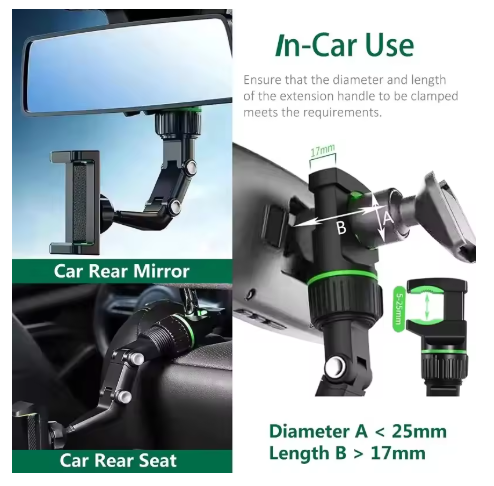 In-Car Use
Ensure that the diameter and length
of the extension handle to be clamped
meets the requirements.
17mm
A
B
5-25mm
Car Rear Mirror
Car Rear Seat
Diameter A < 25mm
Length B > 17mm